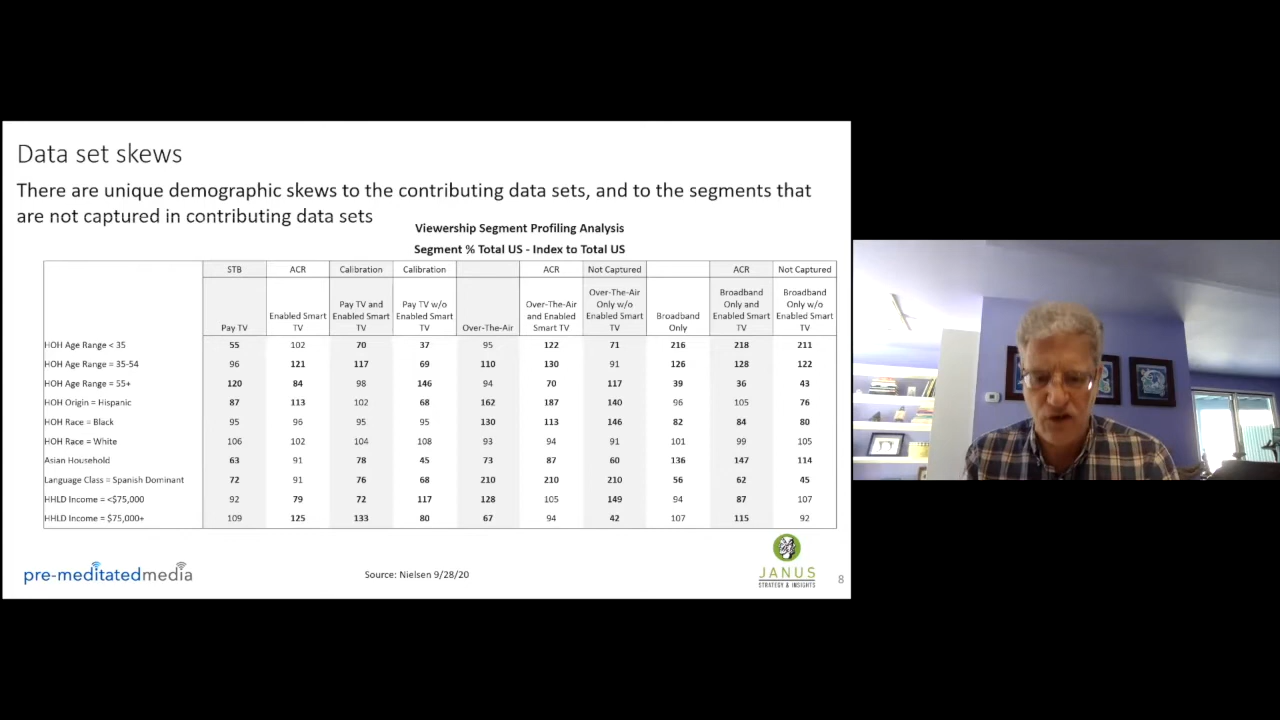 Data set skews
There are unique demographic skews to the contributing data sets, and to the segments that
are not captured in contributing data sets
Viewership Segment Profiling Analysis
Segment % Total US - Index to Total US
STB ACR Calibration Calibration ACR Not Captured ACR Not Captured
Pay TV Enabled Smart TV Pay TV and Enabled Smart TV Pay TV w/o Enabled Smart TV Over-The-Air Over-The-Air and Enabled Smart TV Over-The-Air Only w/o Enabled Smart TV Broadband Only Broadband Only and Enabled Smart TV Broadband Only w/o Enabled Smart TV
HOH Age Range < 35 55 102 70 37 95 122 71 216 218 211
HOH Age Range = 35-54 96 121 117 69 110 130 91 126 128 122
HOH Age Range = 55+ 120 84 98 146 94 70 117 39 36 43
HOH Origin = Hispanic 87 113 102 68 162 187 140 96 105 76
HOH Race = Black 95 96 95 95 130 113 146 82 84 80
HOH Race = White 106 102 104 108 93 94 91 101 99 105
Asian Household 63 91 78 45 73 87 60 136 147 114
Language Class = Spanish Dominant 72 91 76 68 210 210 210 56 62 45
HHLD Income = <$75,000 92 79 72 117 128 105 149 94 87 107
HHLD Income = $75,000+ 109 125 133 80 67 94 42 107 115 92
pre-meditatedmedia
Source: Nielsen 9/28/20
JANUS
STRATEGY & INSIGHTS
8